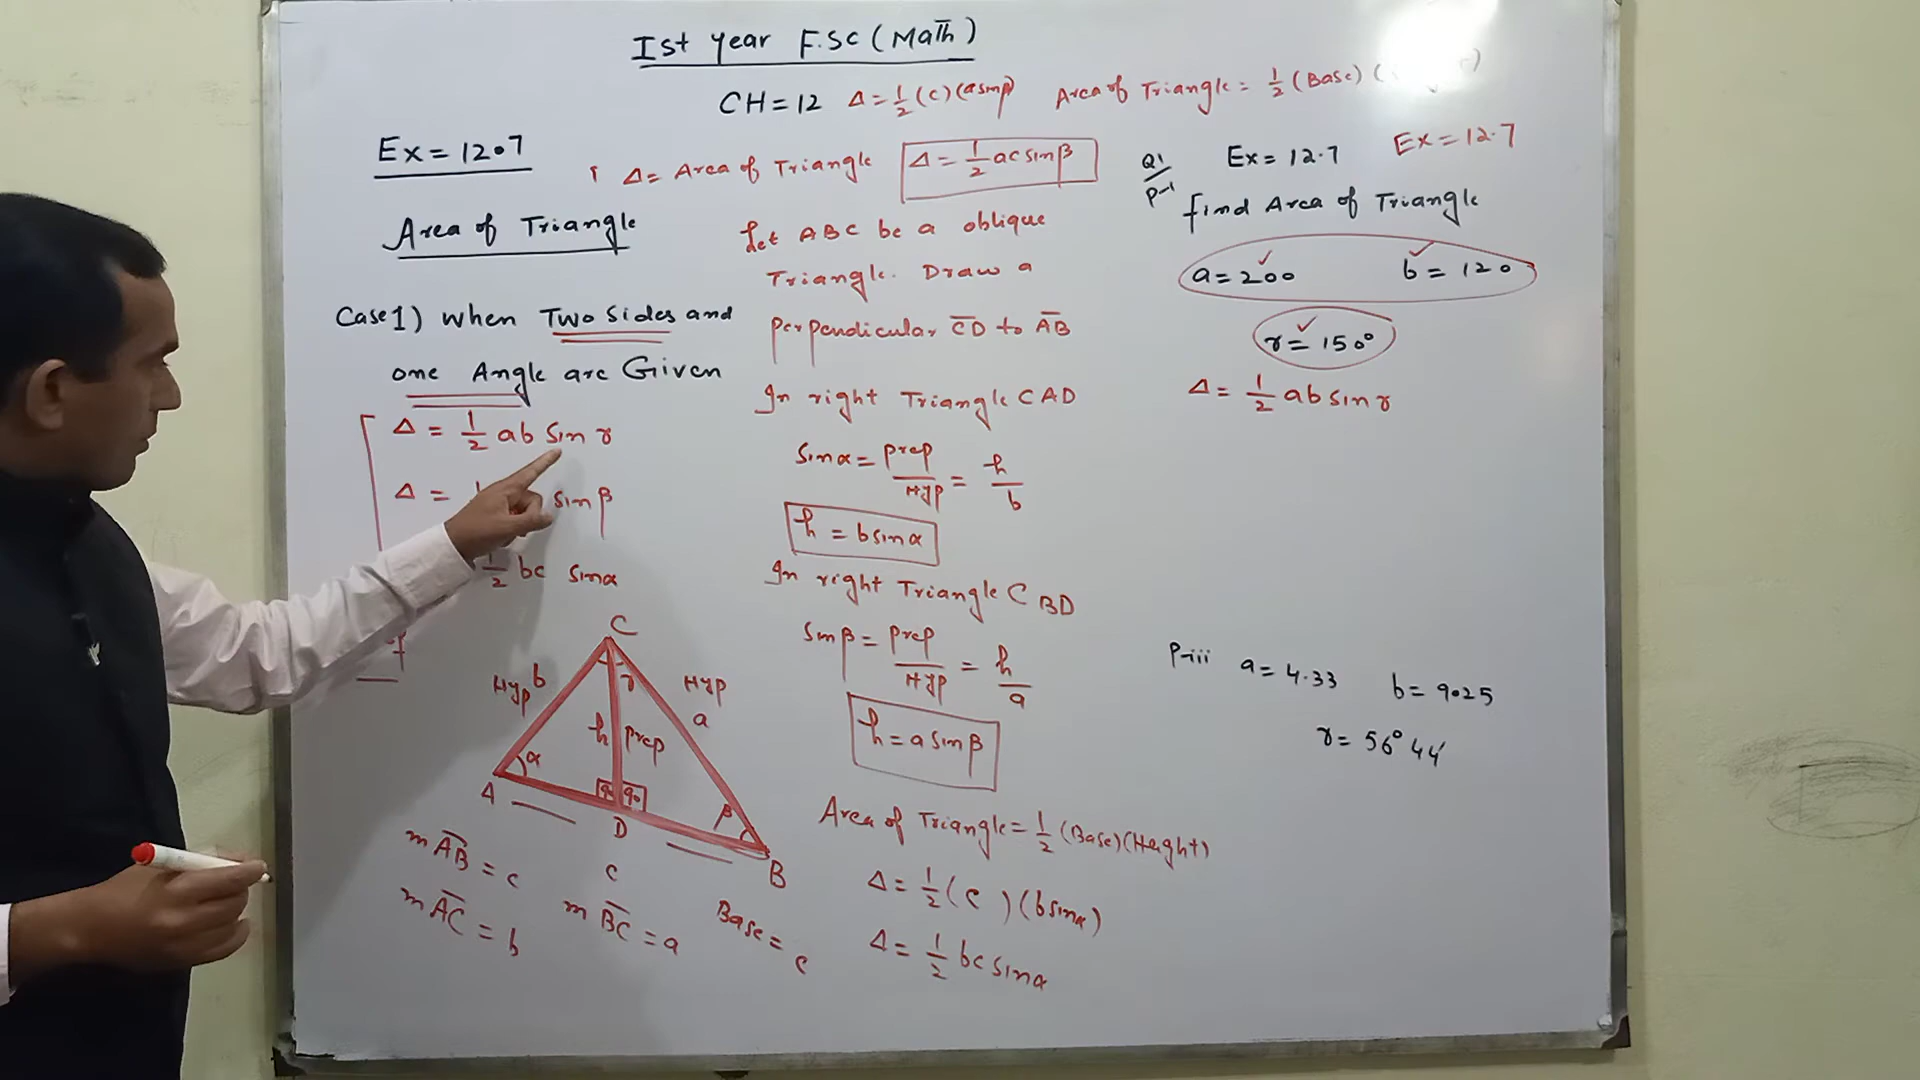 Ist year F.SC (Math)
CH = 12 Δ = 1/2 (c)(a sinβ) Area of Triangle = 1/2 (Base)(
Ex = 12.7
Δ = Area of Triangle Δ = 1/2 ac sinβ
Area of Triangle
Case 1) When Two Sides and
one Angle are Given
Δ = 1/2 ab Sin γ
Δ = sin β
1/2 bc sinα
C
Hyp b
γ
Hyp
a
h
prep
α
90
90
β
A
D
B
c
m AB = c
m AC = b
m BC = a
Base = c
Let ABC be a oblique
Triangle. Draw a
perpendicular CD to AB
In right Triangle CAD
Sinα = prep/Hyp = h/b
h = b sinα
In right Triangle CBD
Sinβ = prep/Hyp = h/a
h = a sinβ
Area of Triangle = 1/2 (Base)(Height)
Δ = 1/2 (c)(b sinα)
Δ = 1/2 bc sinα
Q1 P-1
Ex = 12.7 Ex = 12.7
find Area of Triangle
a = 200 b = 120
γ = 150°
Δ = 1/2 ab sin γ
P-iii a = 4.33 b = 9.25
γ = 56° 44'